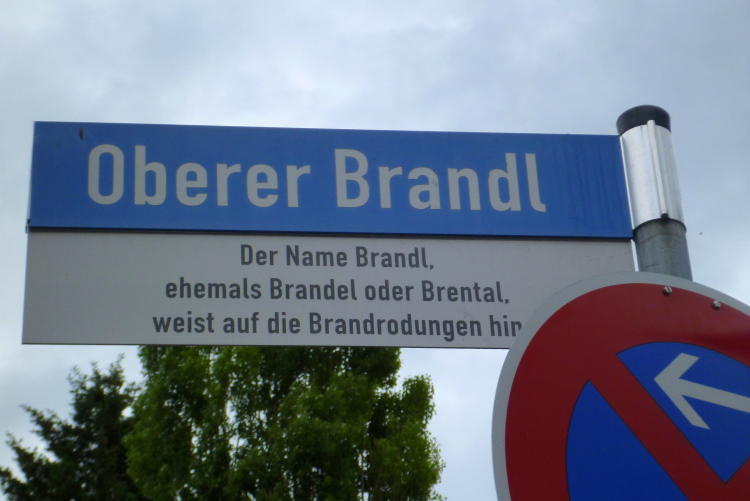 Oberer Brandl
Der Name Brandl,
ehemals Brandel oder Brental,
weist auf die Brandrodungen hin